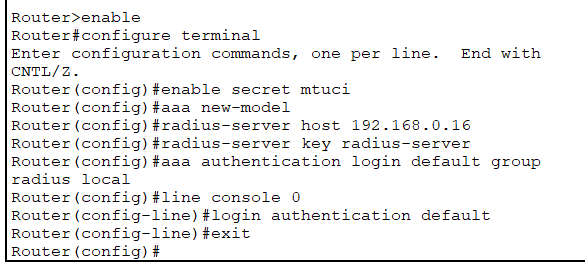 Router>enable
Router#configure terminal
Enter configuration commands, one per line.  End with
CNTL/Z.
Router(config)#enable secret mtuci
Router(config)#aaa new-model
Router(config)#radius-server host 192.168.0.16
Router(config)#radius-server key radius-server
Router(config)#aaa authentication login default group
radius local
Router(config)#line console 0
Router(config-line)#login authentication default
Router(config-line)#exit
Router(config)#